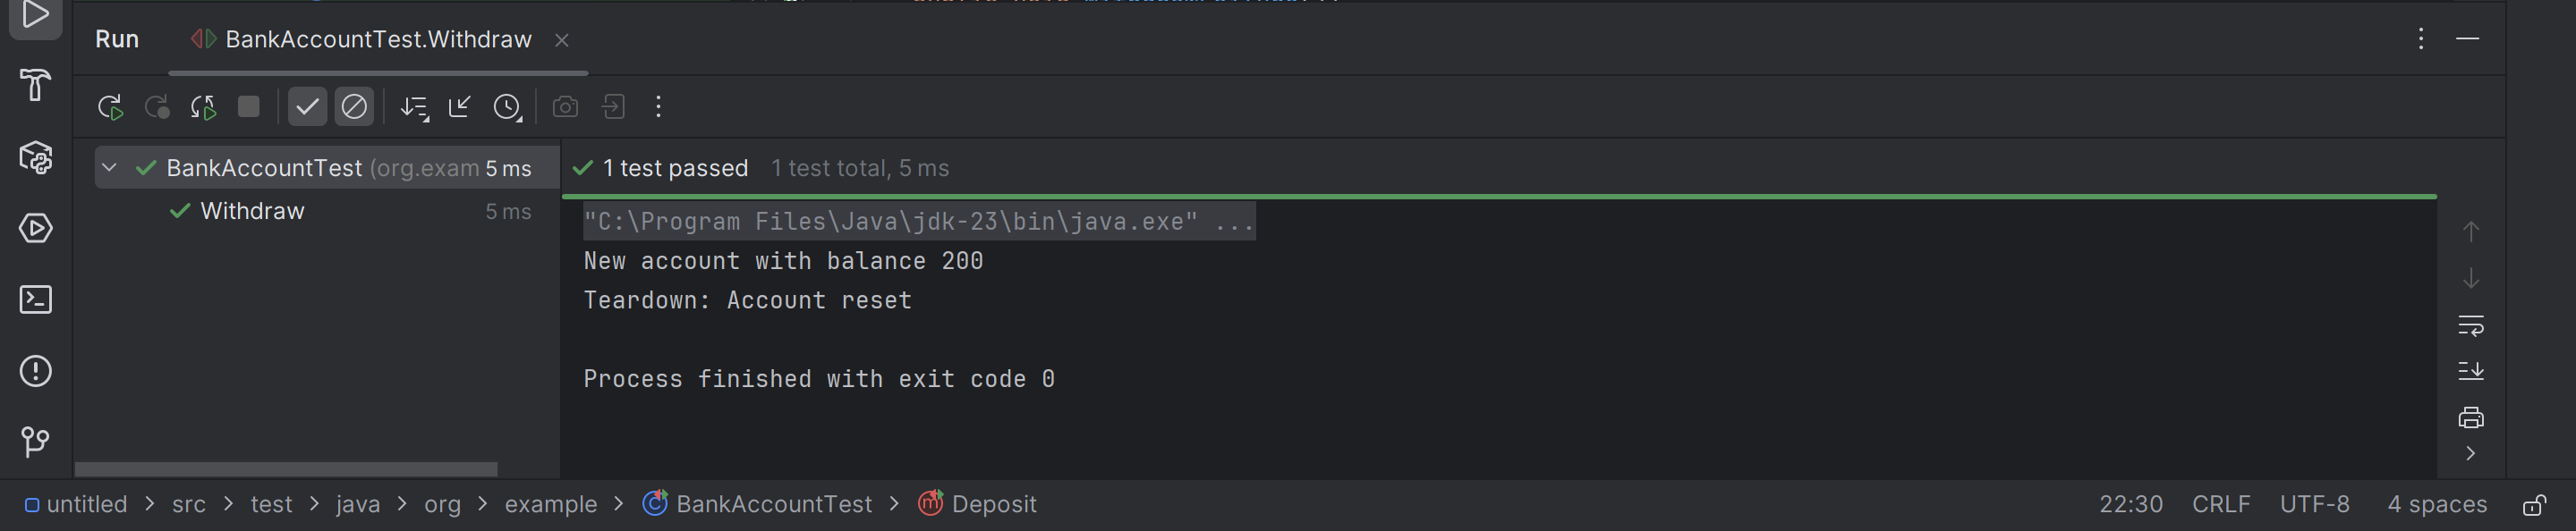 Run BankAccountTest.Withdraw
BankAccountTest (org.exam 5 ms
Withdraw 5 ms
1 test passed 1 test total, 5 ms
"C:\Program Files\Java\jdk-23\bin\java.exe" ...
New account with balance 200
Teardown: Account reset
Process finished with exit code 0
untitled > src > test > java > org > example > BankAccountTest > Deposit 22:30 CRLF UTF-8 4 spaces